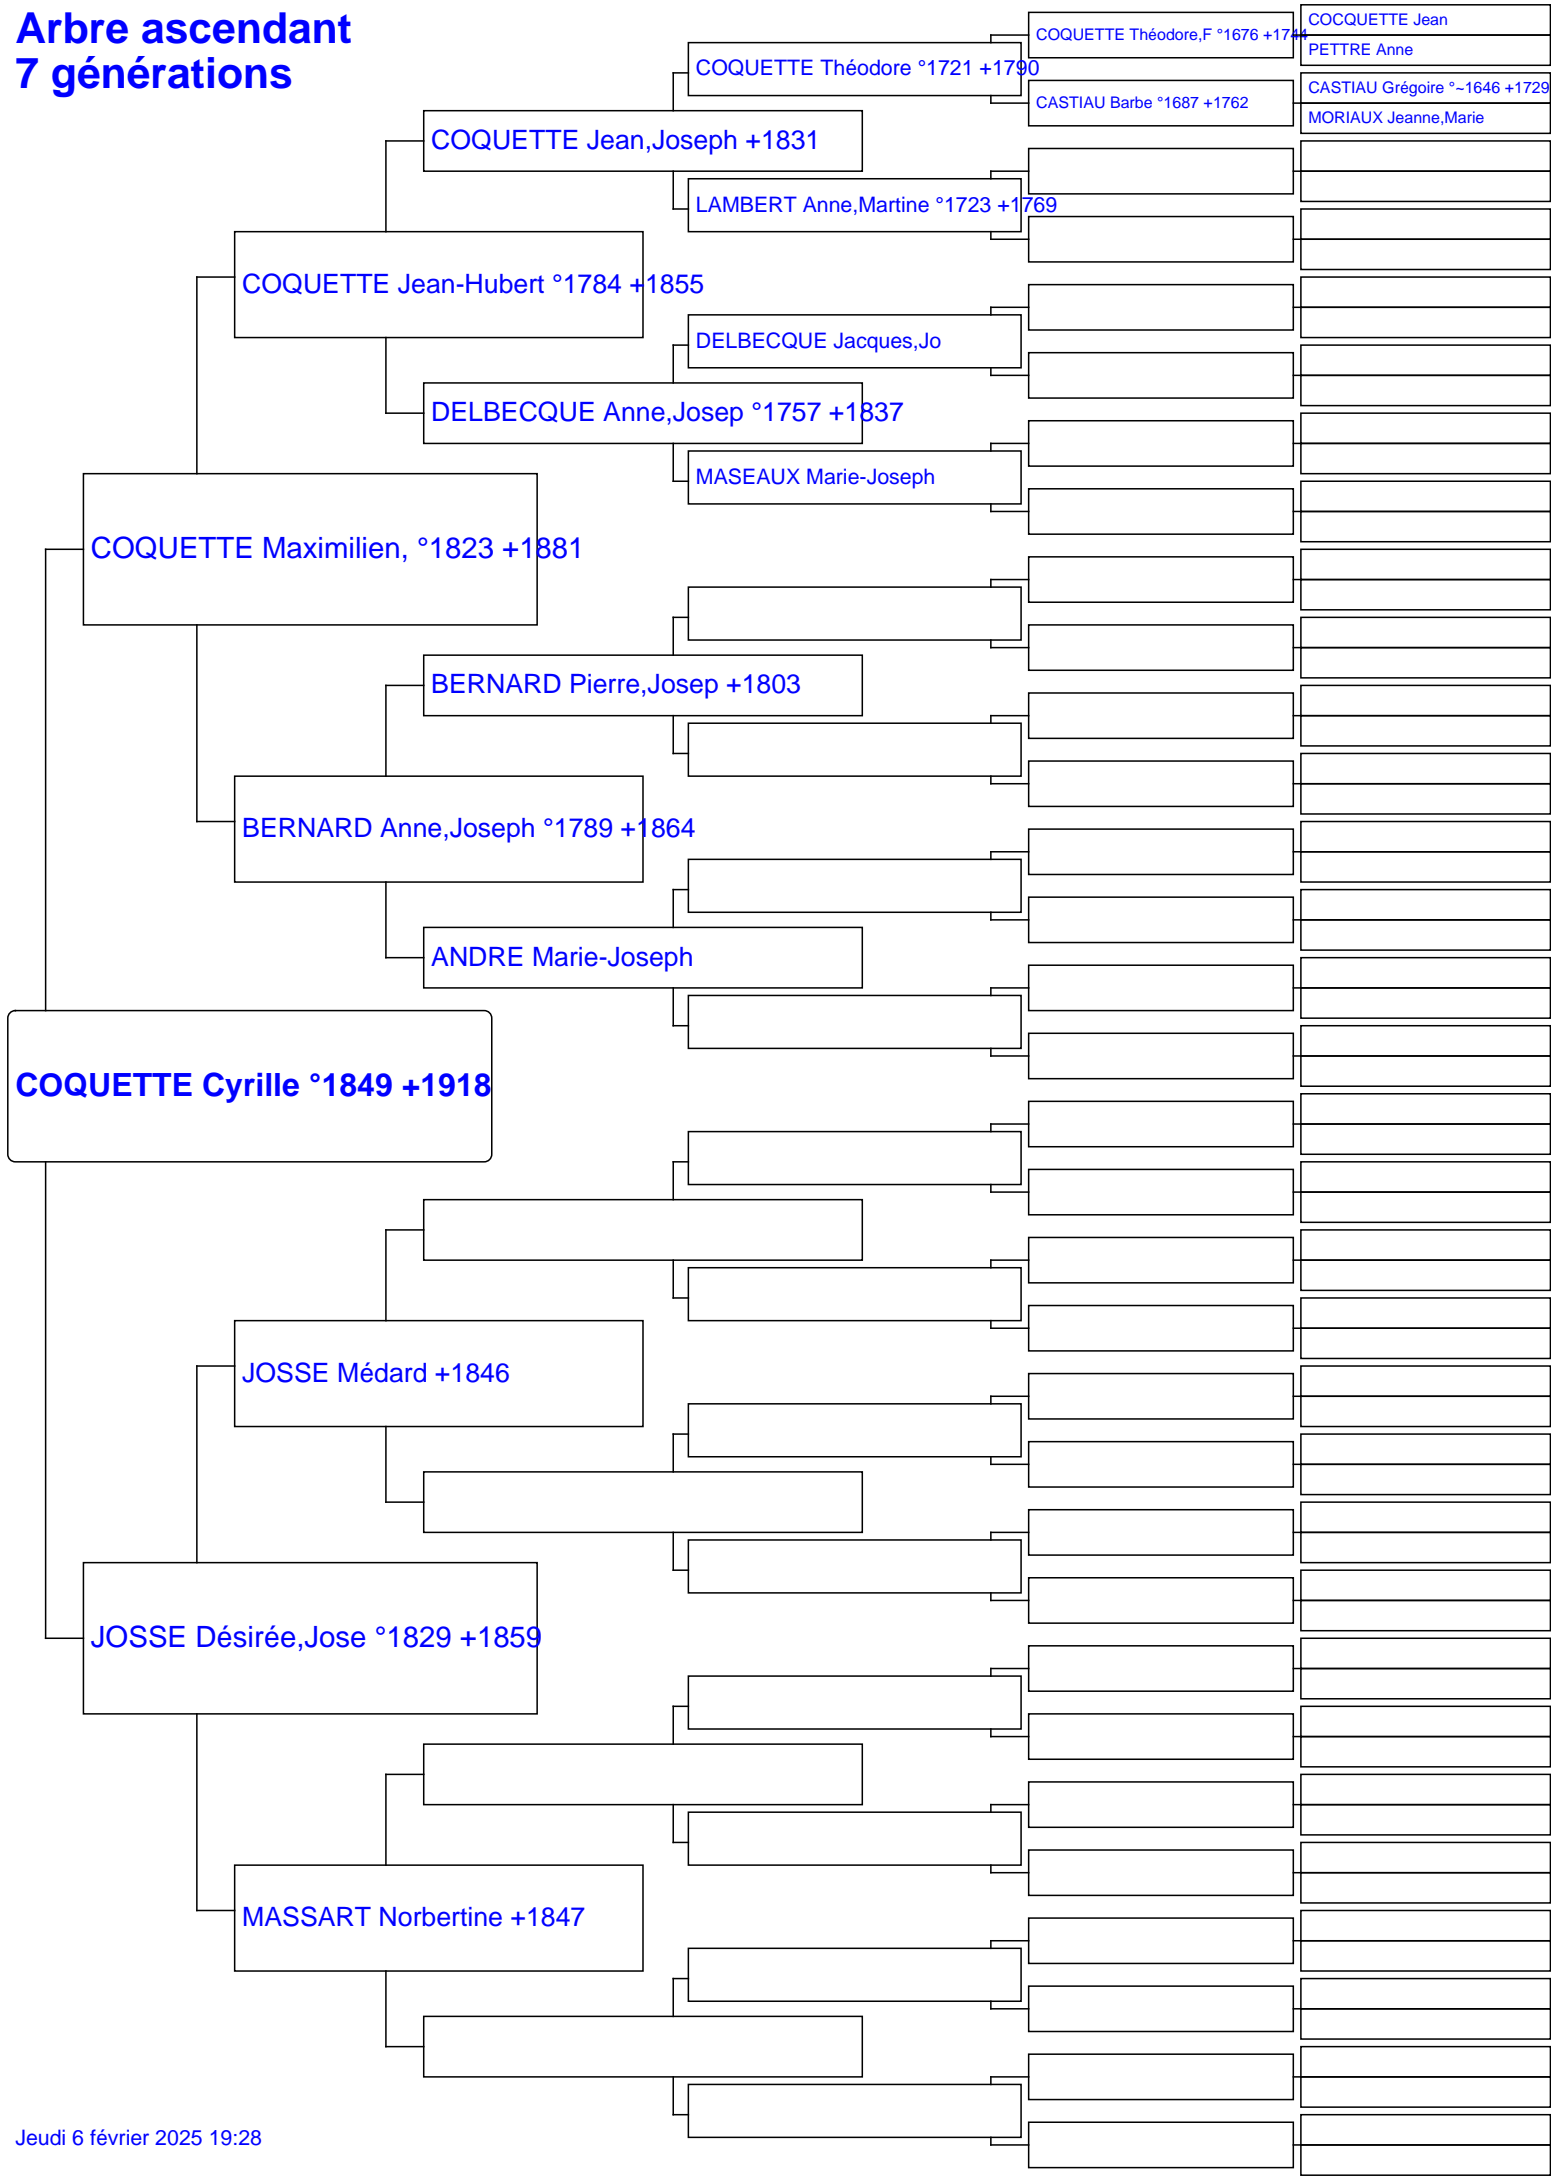 Arbre ascendant
7 générations
COCQUETTE Jean
COQUETTE Théodore,F °1676 +1744
PETTRE Anne
COQUETTE Théodore °1721 +1790
CASTIAU Grégoire °~1646 +1729
CASTIAU Barbe °1687 +1762
MORIAUX Jeanne,Marie
COQUETTE Jean,Joseph +1831
LAMBERT Anne,Martine °1723 +1769
COQUETTE Jean-Hubert °1784 +1855
DELBECQUE Jacques,Jo
DELBECQUE Anne,Josep °1757 +1837
MASEAUX Marie-Joseph
COQUETTE Maximilien, °1823 +1881
BERNARD Pierre,Josep +1803
BERNARD Anne,Joseph °1789 +1864
ANDRE Marie-Joseph
COQUETTE Cyrille °1849 +1918
JOSSE Médard +1846
JOSSE Désirée,Jose °1829 +1859
MASSART Norbertine +1847
Jeudi 6 février 2025 19:28